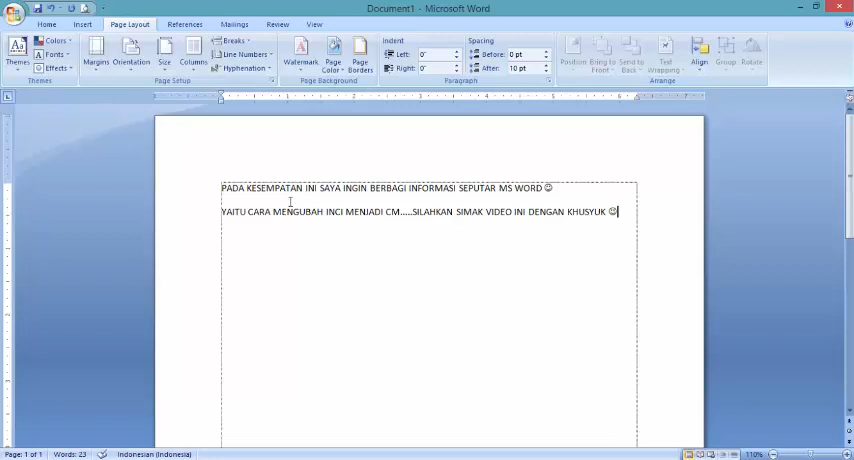 Document1 - Microsoft Word
Home Insert Page Layout References Mailings Review View
Themes
Colors
Fonts
Effects
Themes
Margins Orientation Size Columns
Breaks
Line Numbers
Hyphenation
Page Setup
Watermark Page Color Page Borders
Page Background
Indent
Left: 0"
Right: 0"
Spacing
Before: 0 pt
After: 10 pt
Paragraph
Position Bring to Front Send to Back Text Wrapping Align Group Rotate
Arrange
PADA KESEMPATAN INI SAYA INGIN BERBAGI INFORMASI SEPUTAR MS WORD ☺
YAITU CARA MENGUBAH INCI MENJADI CM.....SILAHKAN SIMAK VIDEO INI DENGAN KHUSYUK ☺
Page: 1 of 1 Words: 23 Indonesian (Indonesia) 110%